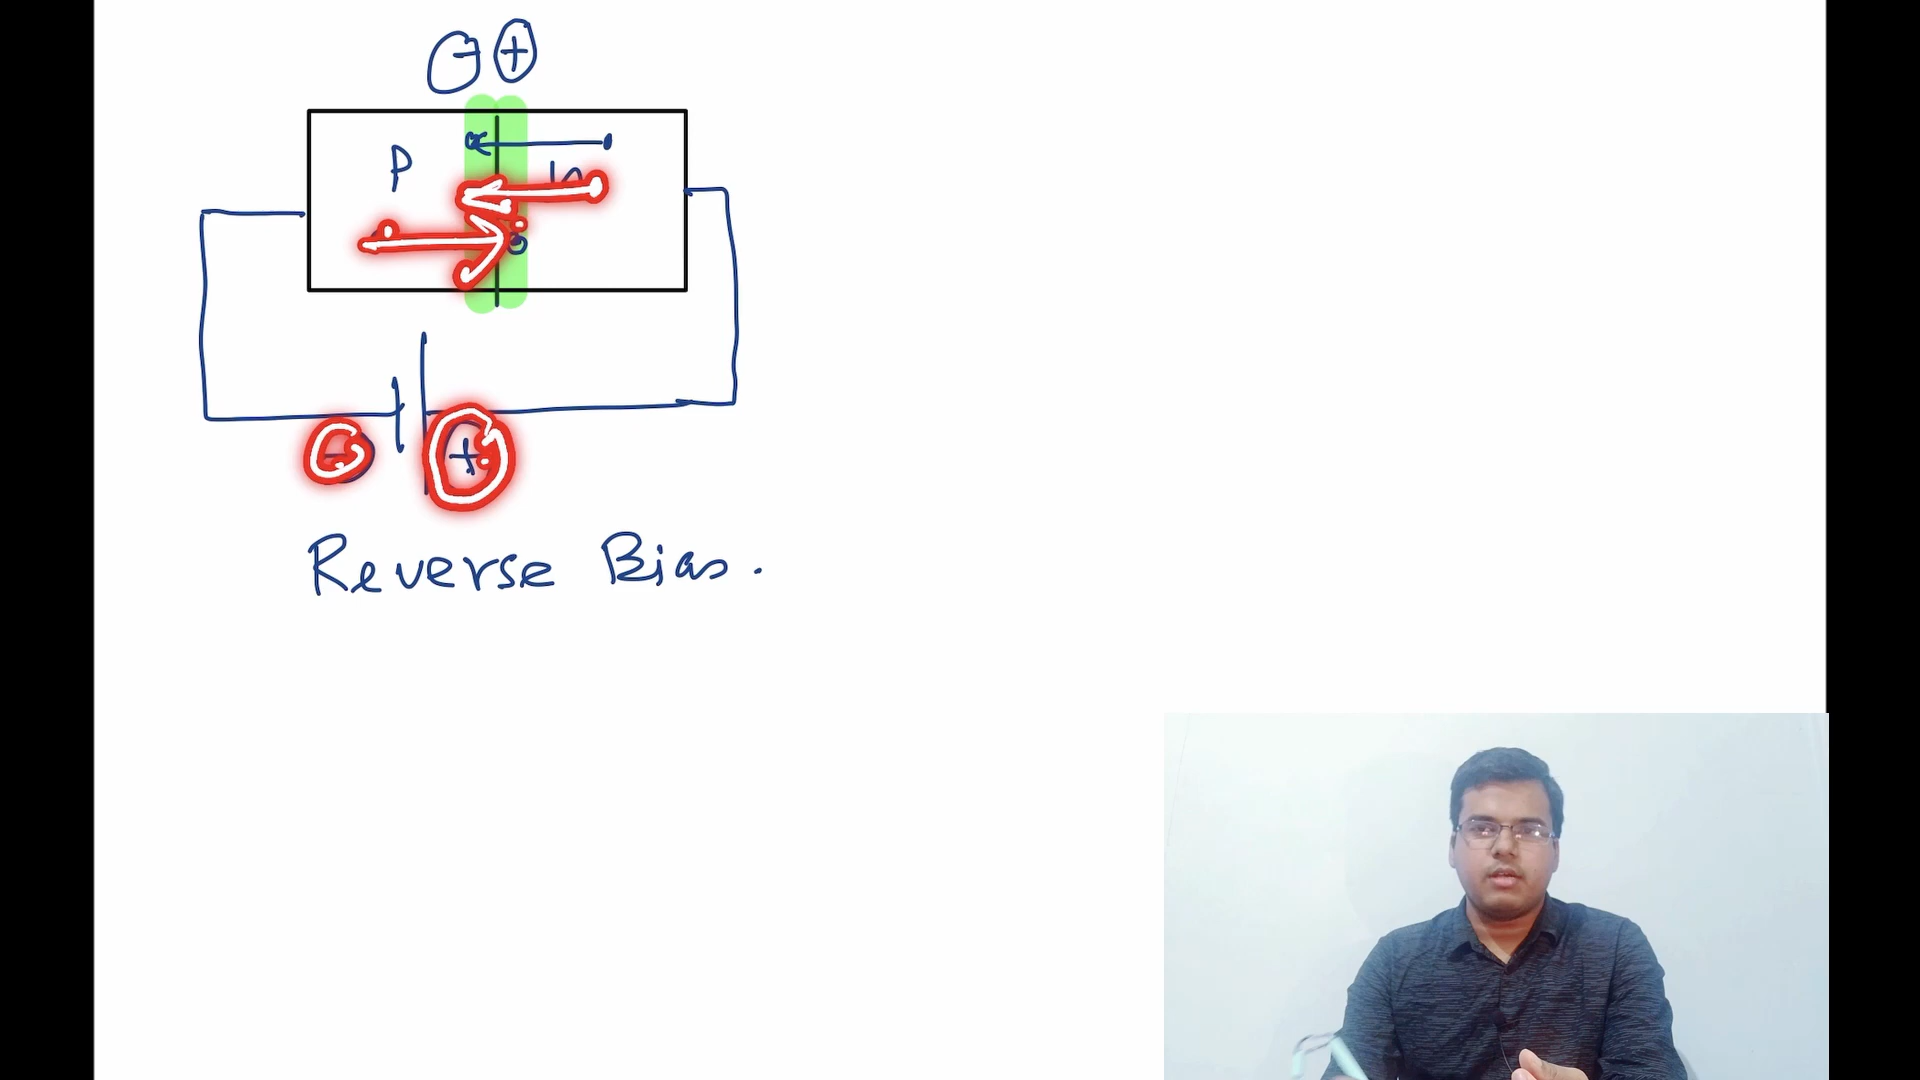 - +
P n
- +
Reverse Bias.